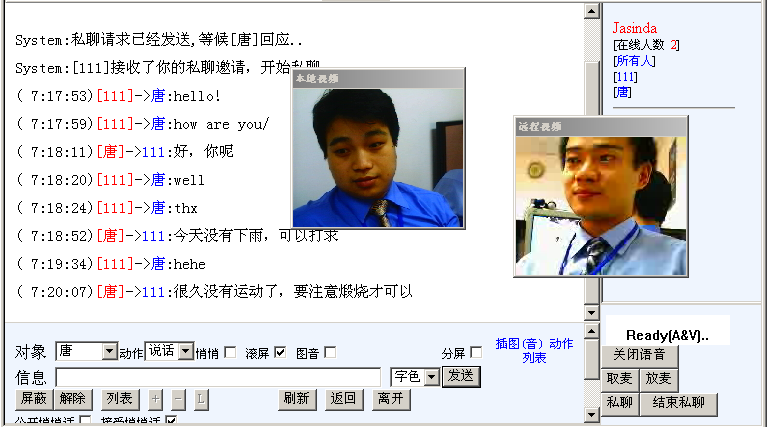 System:私聊请求已经发送,等候[唐]回应..
System:[111]接收了你的私聊邀请，开始私聊
( 7:17:53)[111]->唐:hello!
( 7:17:59)[111]->唐:how are you/
( 7:18:11)[唐]->111:好，你呢
( 7:18:20)[111]->唐:well
( 7:18:24)[111]->唐:thx
( 7:18:52)[唐]->111:今天没有下雨，可以打求
( 7:19:34)[111]->唐:hehe
( 7:20:07)[唐]->111:很久没有运动了，要注意煅烧才可以
本地视频
远程视频
Jasinda
[在线人数 2]
[所有人]
[111]
[唐]
对象 唐 动作 说话 悄悄 滚屏 图音 分屏
插图(音) 动作
列表
信息 字色 发送
屏蔽 解除 列表 + - L 刷新 返回 离开
公开悄悄话 接受悄悄话
Ready(A&V)..
关闭语音
取麦 放麦
私聊 结束私聊